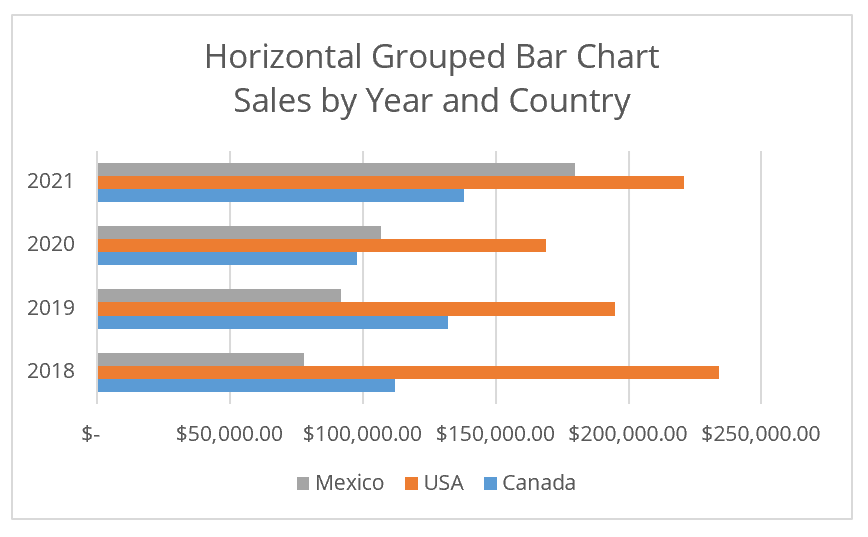 Horizontal Grouped Bar Chart
Sales by Year and Country
2021
2020
2019
2018
$- $50,000.00 $100,000.00 $150,000.00 $200,000.00 $250,000.00
Mexico USA Canada